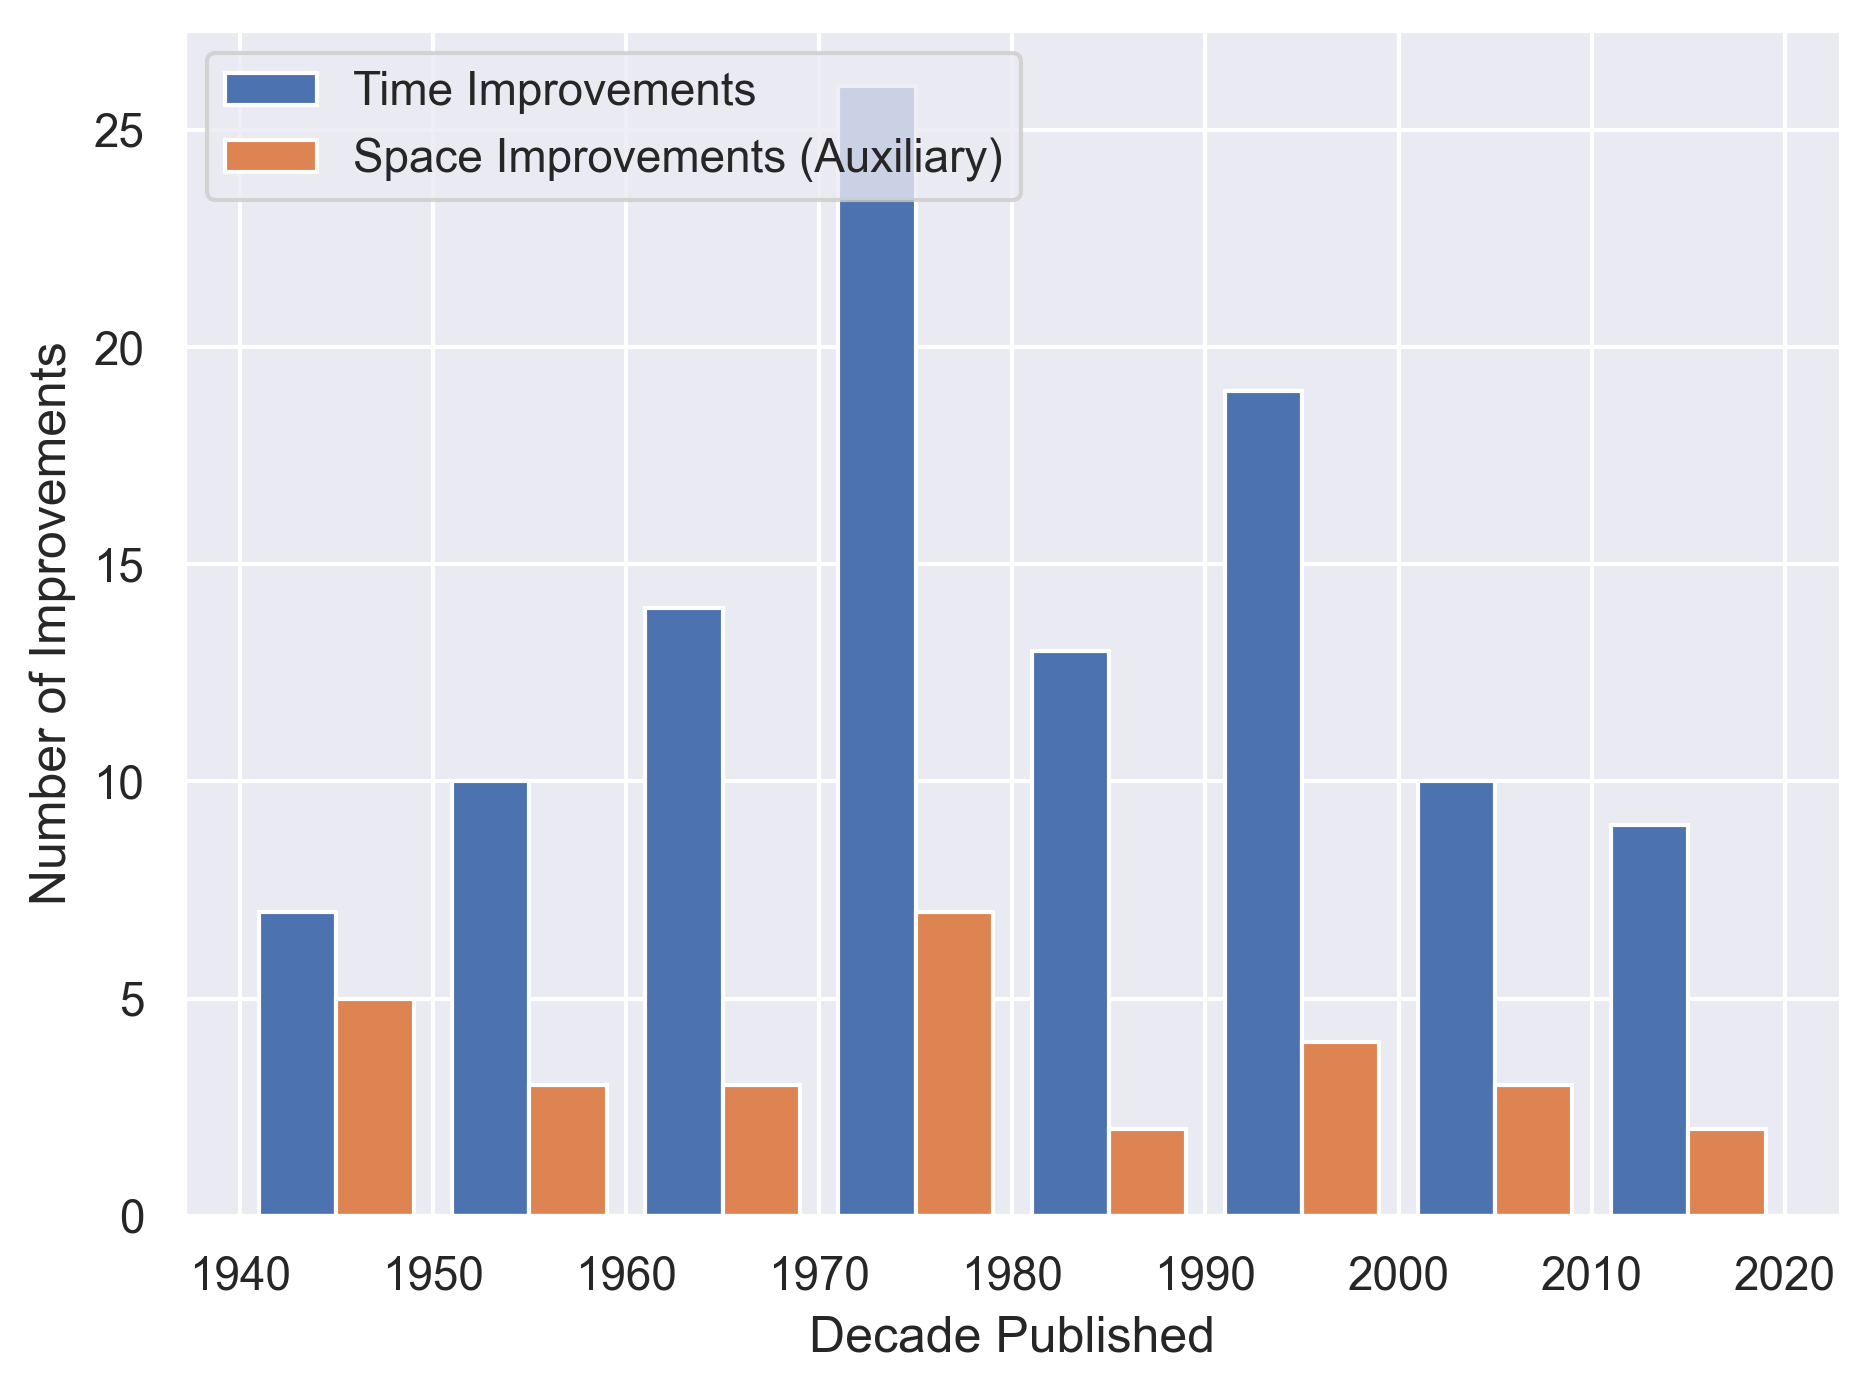 Time Improvements
Space Improvements (Auxiliary)
Number of Improvements
25
20
15
10
5
0
1940 1950 1960 1970 1980 1990 2000 2010 2020
Decade Published